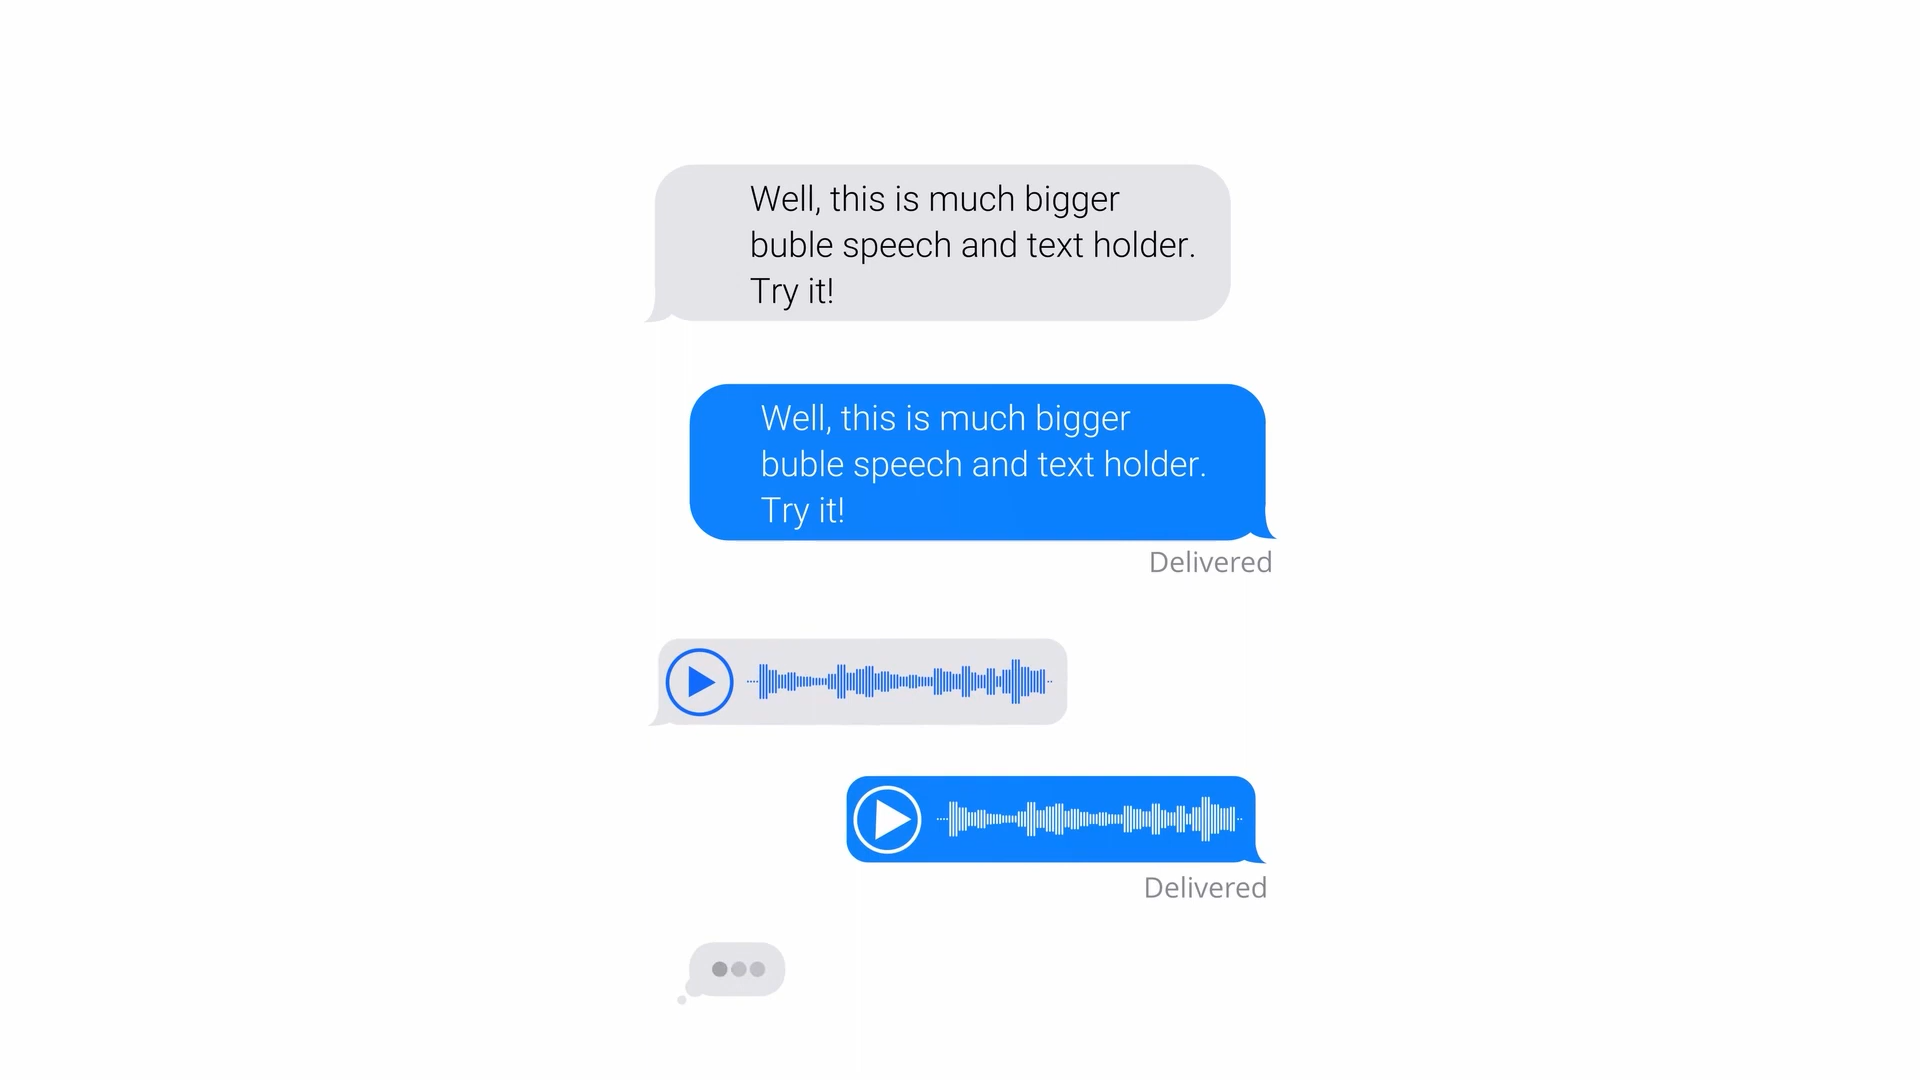 Well, this is much bigger
buble speech and text holder.
Try it!
Well, this is much bigger
buble speech and text holder.
Try it!
Delivered
Delivered